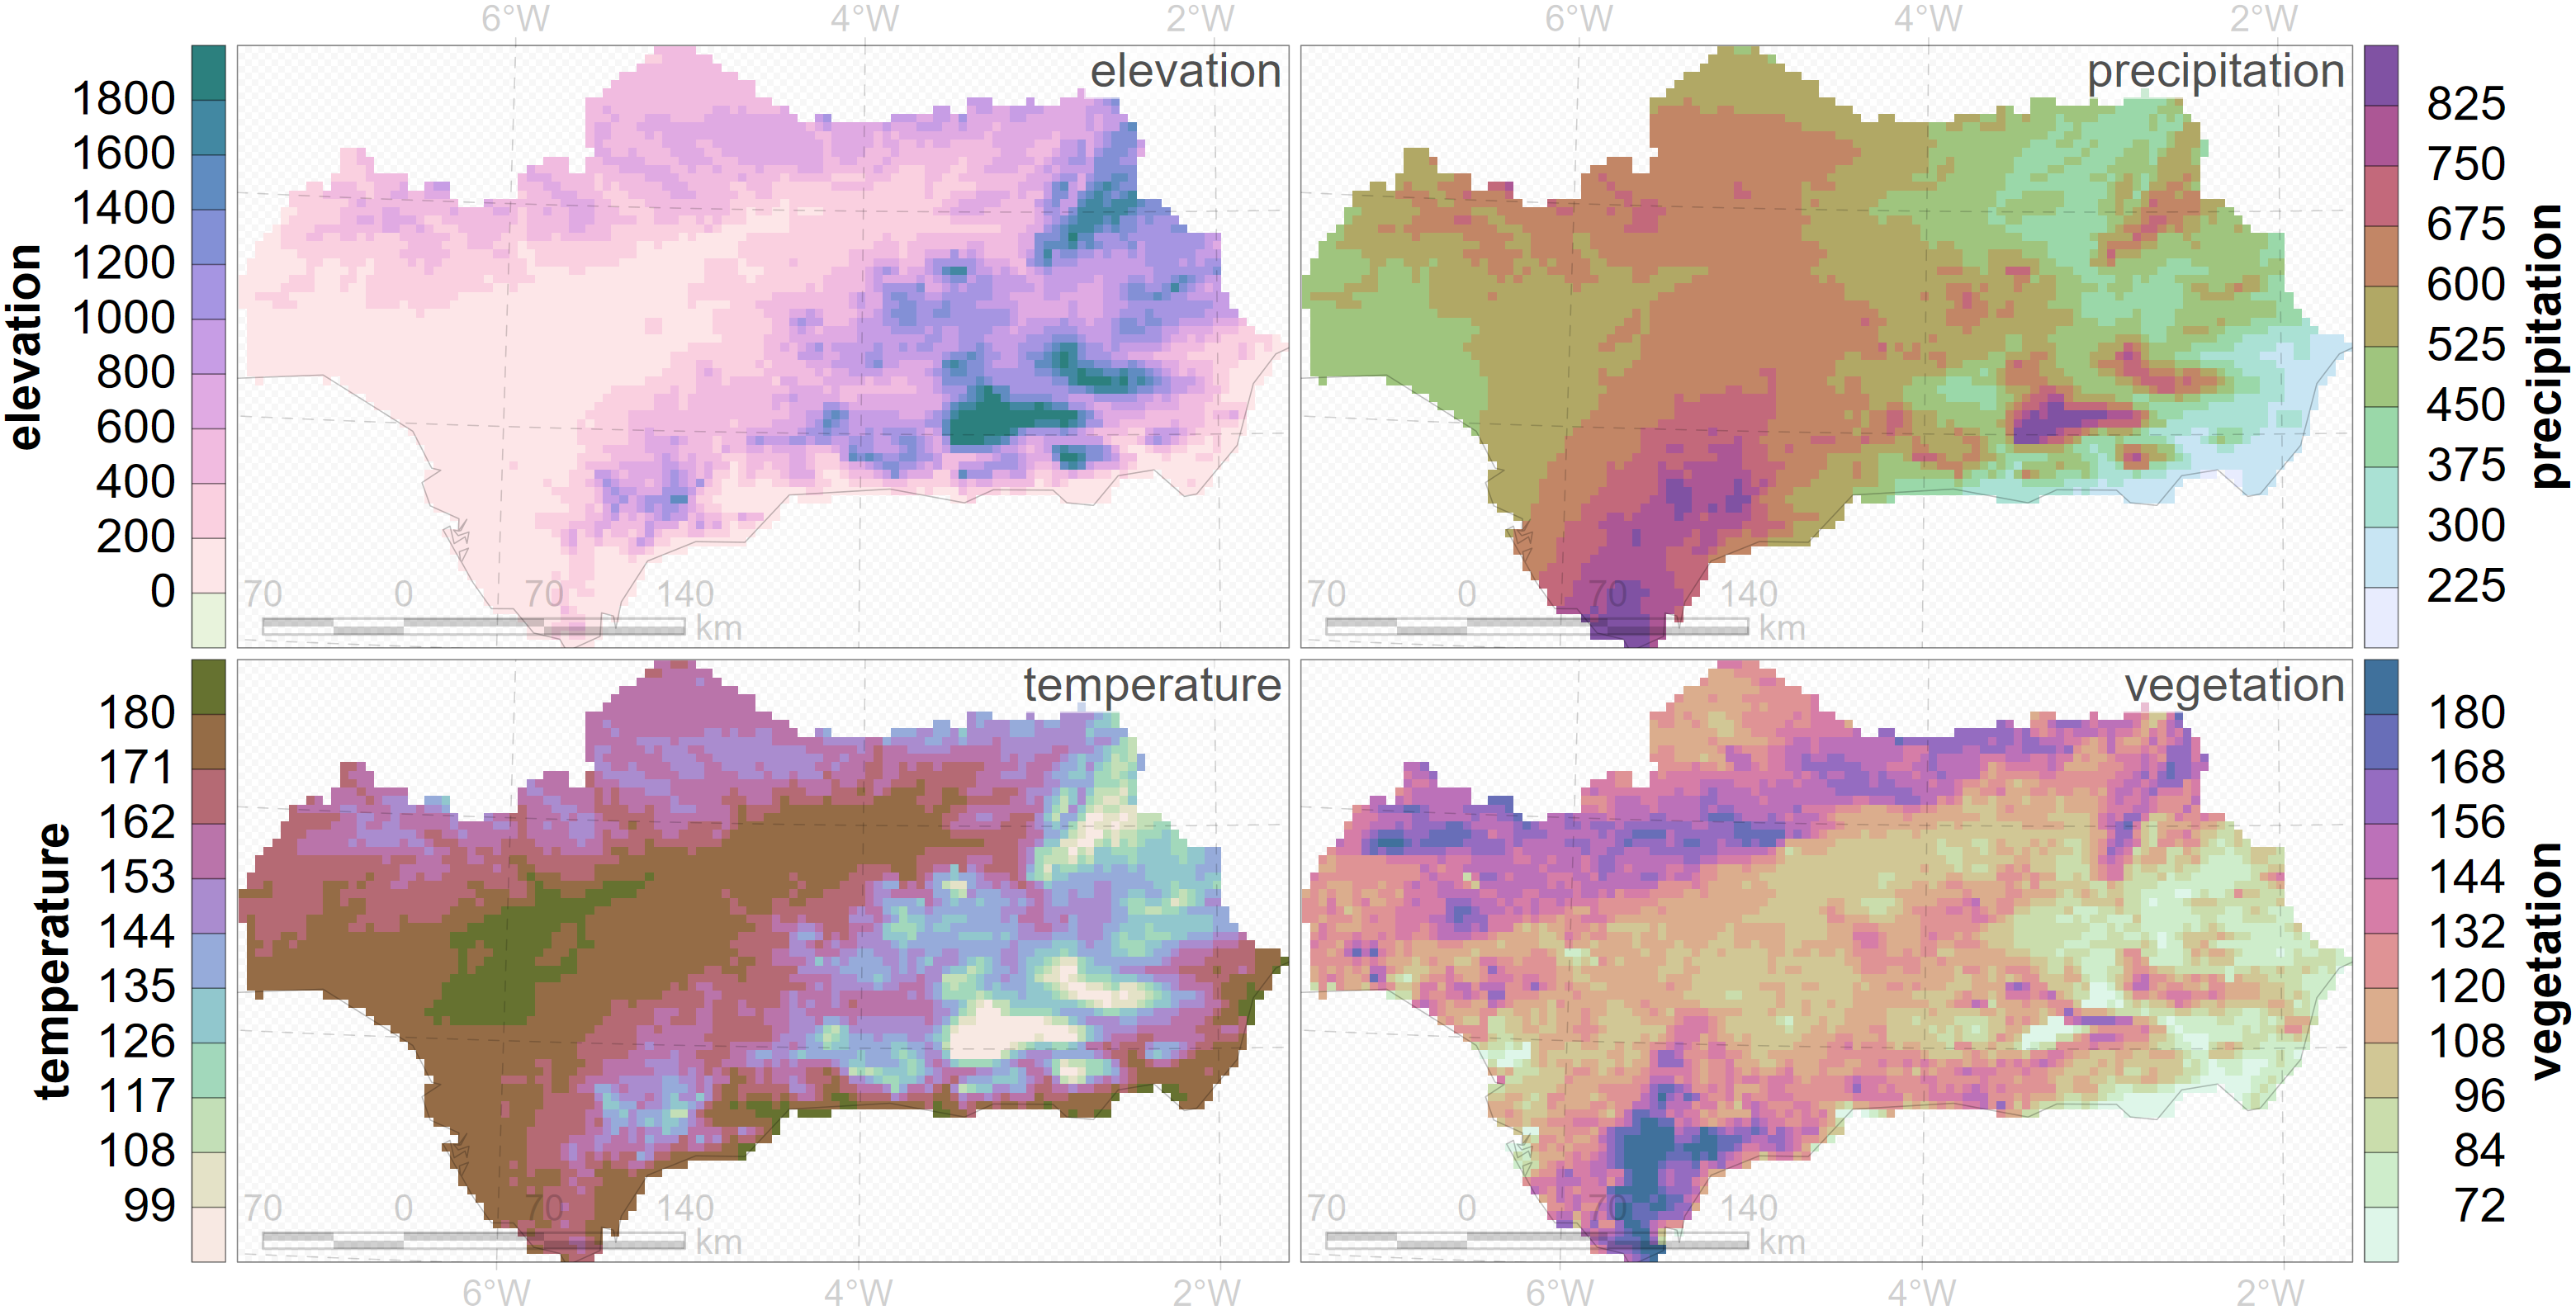 6°W 4°W 2°W 6°W 4°W 2°W
elevation
1800
1600
1400
1200
1000
800
600
400
200
0
elevation
70 0 70 140 km
precipitation
825
750
675
600
525
450
375
300
225
precipitation
70 0 70 140 km
temperature
180
171
162
153
144
135
126
117
108
99
temperature
70 0 70 140 km
vegetation
180
168
156
144
132
120
108
96
84
72
vegetation
70 0 70 140 km
6°W 4°W 2°W 6°W 4°W 2°W